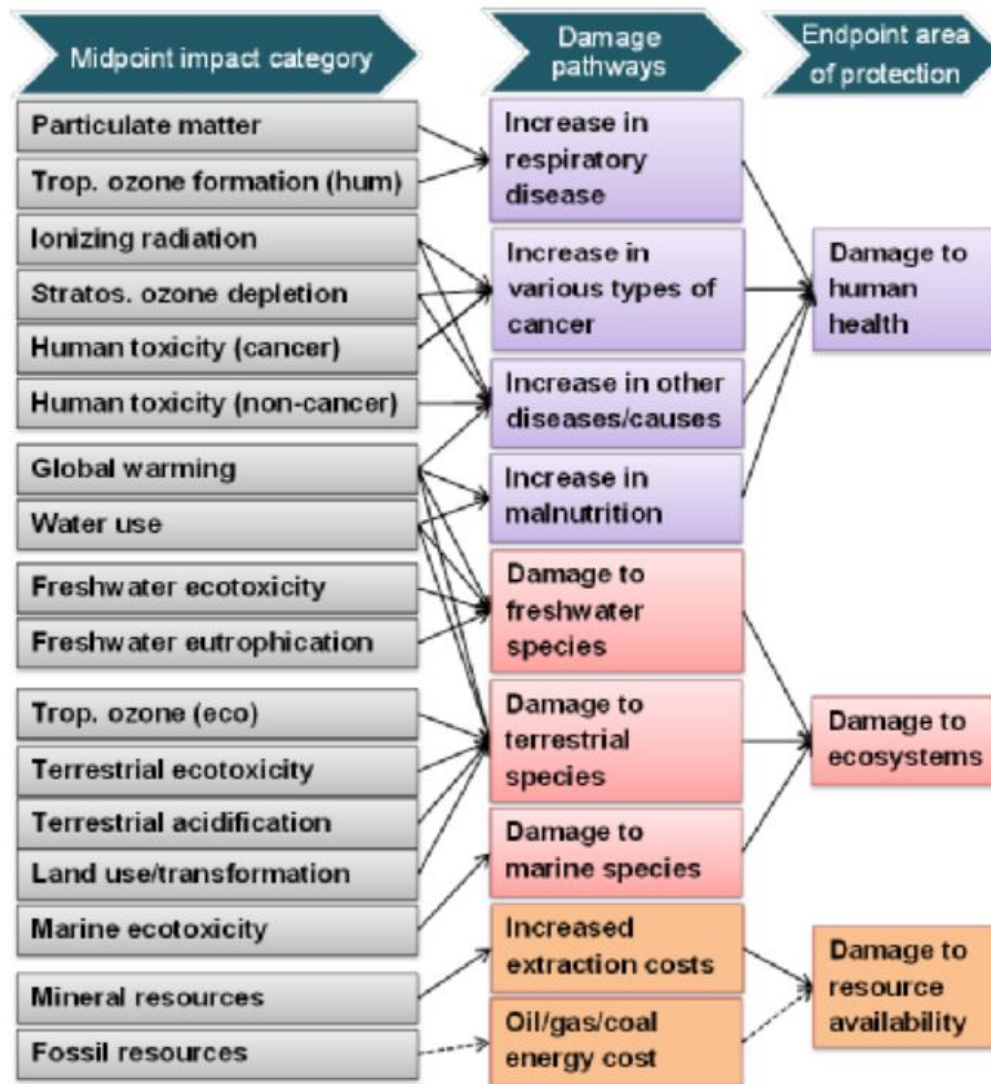 Midpoint impact category
Damage
pathways
Endpoint area
of protection
Particulate matter
Trop. ozone formation (hum)
Ionizing radiation
Stratos. ozone depletion
Human toxicity (cancer)
Human toxicity (non-cancer)
Global warming
Water use
Freshwater ecotoxicity
Freshwater eutrophication
Trop. ozone (eco)
Terrestrial ecotoxicity
Terrestrial acidification
Land use/transformation
Marine ecotoxicity
Mineral resources
Fossil resources
Increase in
respiratory
disease
Increase in
various types of
cancer
Increase in other
diseases/causes
Increase in
malnutrition
Damage to
freshwater
species
Damage to
terrestrial
species
Damage to
marine species
Increased
extraction costs
Oil/gas/coal
energy cost
Damage to
human
health
Damage to
ecosystems
Damage to
resource
availability